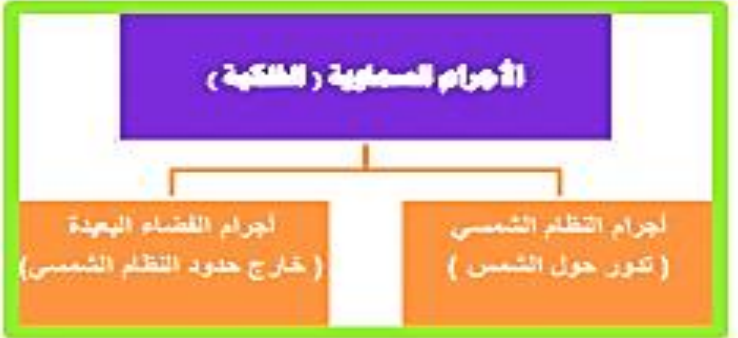 الأجرام السماوية ( الفلكية )
أجرام النظام الشمسي
( تدور حول الشمس )
أجرام الفضاء البعيدة
( خارج حدود النظام الشمسي)